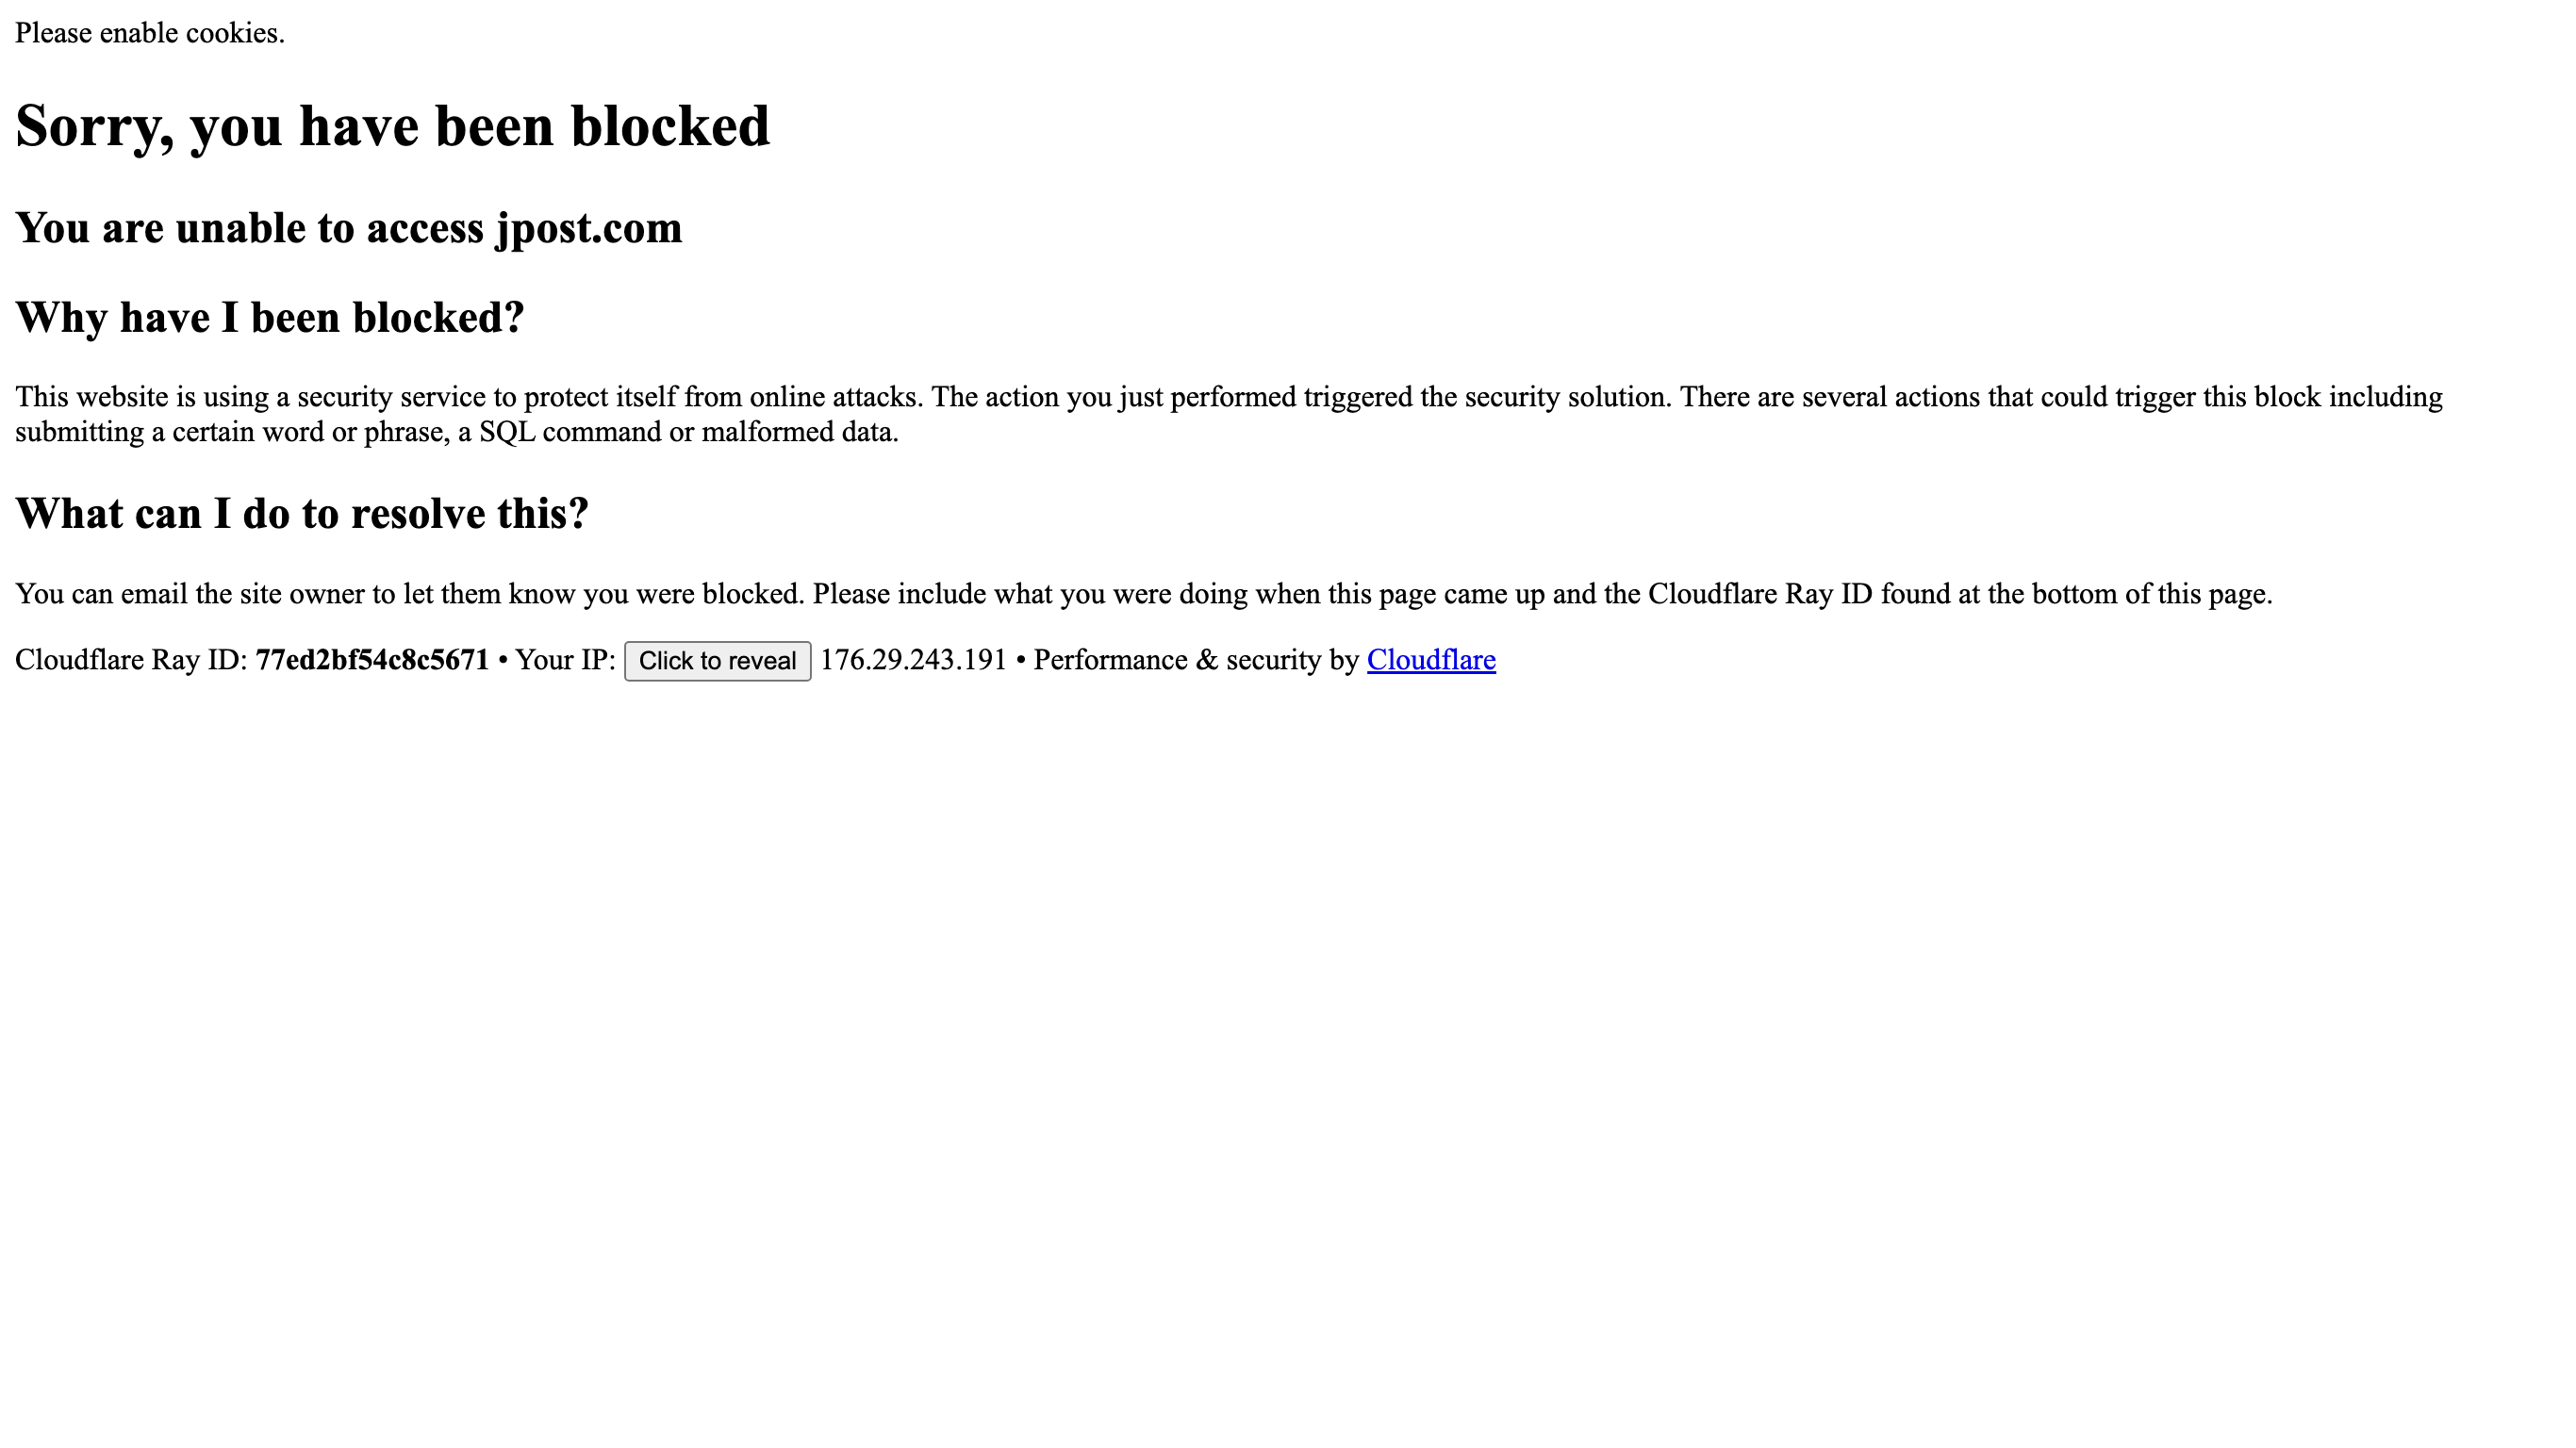 Please enable cookies.
Sorry, you have been blocked
You are unable to access jpost.com
Why have I been blocked?
This website is using a security service to protect itself from online attacks. The action you just performed triggered the security solution. There are several actions that could trigger this block including
submitting a certain word or phrase, a SQL command or malformed data.
What can I do to resolve this?
You can email the site owner to let them know you were blocked. Please include what you were doing when this page came up and the Cloudflare Ray ID found at the bottom of this page.
Cloudflare Ray ID: 77ed2bf54c8c5671 • Your IP: Click to reveal 176.29.243.191 • Performance & security by Cloudflare